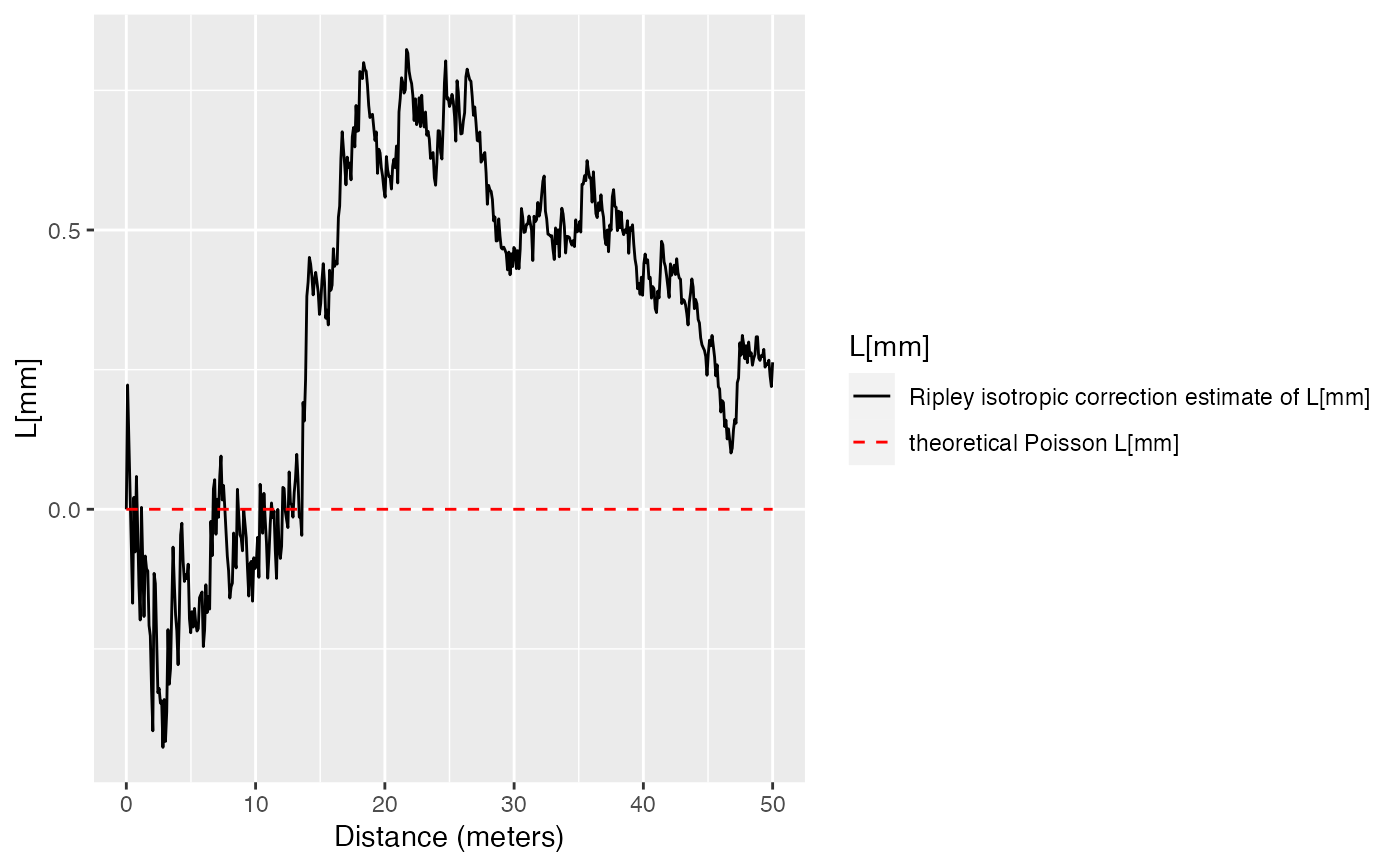 L[mm]
0.5
0.0
0 10 20 30 40 50
Distance (meters)
L[mm]
Ripley isotropic correction estimate of L[mm]
theoretical Poisson L[mm]